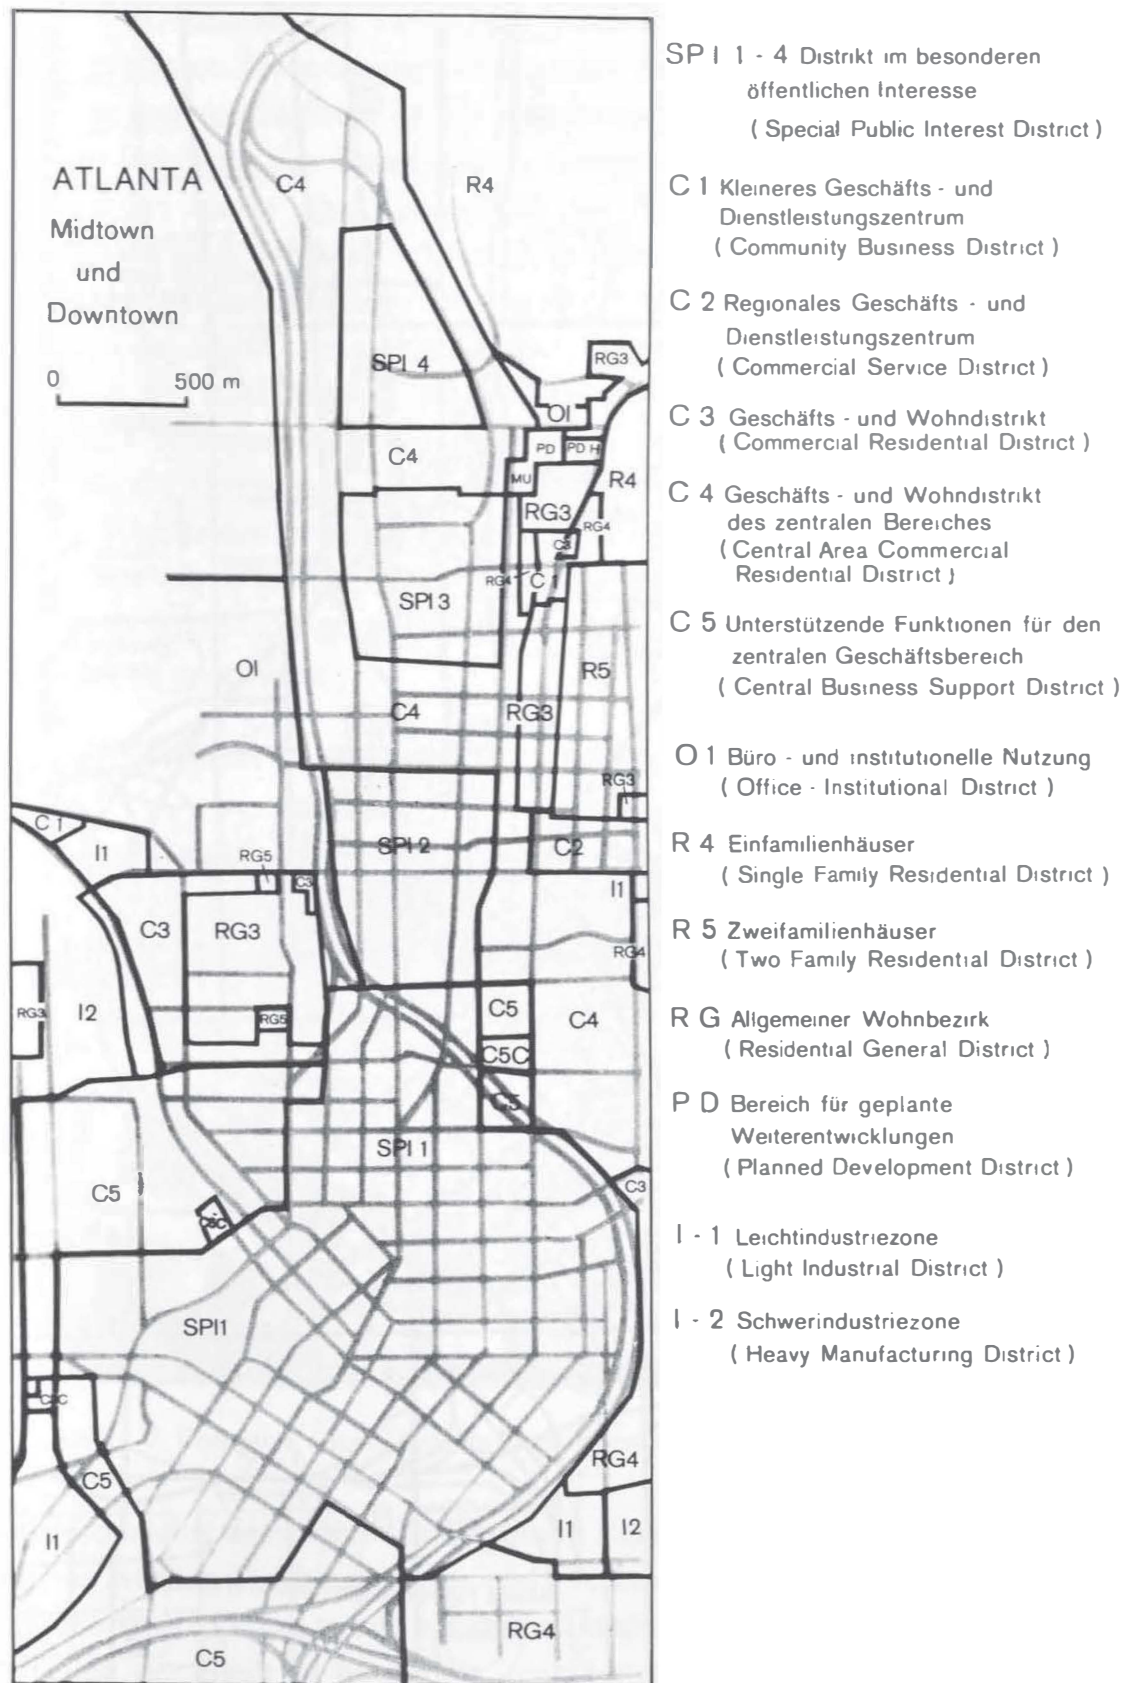 ATLANTA
Midtown
und
Downtown
0 500 m
C4
R4
SPI 4
RG3
OI
C4
PD
PD H
MU
R4
RG3
RG4
C3
RG4
C1
SPI 3
OI
R5
C4
RG3
RG3
C1
I1
SPI 2
C2
RG5
C3
I1
C3
RG3
RG4
RG3
I2
RG5
C5
C4
C5C
C5
SPI 1
C5
C3
C5C
SPI1
C5C
C5
RG4
I1
I1
I2
RG4
C5
SP I 1 - 4 Distrikt im besonderen
öffentlichen Interesse
( Special Public Interest District )
C 1 Kleineres Geschäfts - und
Dienstleistungszentrum
( Community Business District )
C 2 Regionales Geschäfts - und
Dienstleistungszentrum
( Commercial Service District )
C 3 Geschäfts - und Wohndistrikt
( Commercial Residential District )
C 4 Geschäfts - und Wohndistrikt
des zentralen Bereiches
( Central Area Commercial
Residential District )
C 5 Unterstützende Funktionen für den
zentralen Geschäftsbereich
( Central Business Support District )
O 1 Büro - und institutionelle Nutzung
( Office - Institutional District )
R 4 Einfamilienhäuser
( Single Family Residential District )
R 5 Zweifamilienhäuser
( Two Family Residential District )
R G Allgemeiner Wohnbezirk
( Residential General District )
P D Bereich für geplante
Weiterentwicklungen
( Planned Development District )
I - 1 Leichtindustriezone
( Light Industrial District )
I - 2 Schwerindustriezone
( Heavy Manufacturing District )